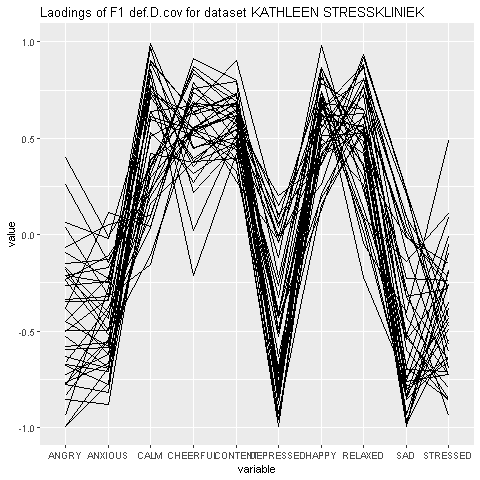 Laodings of F1 def.D.cov for dataset KATHLEEN STRESSKLINIEK
1.0
0.5
0.0
-0.5
-1.0
value
ANGRY ANXIOUS CALM CHEERFUL CONTENT DEPRESSED HAPPY RELAXED SAD STRESSED
variable